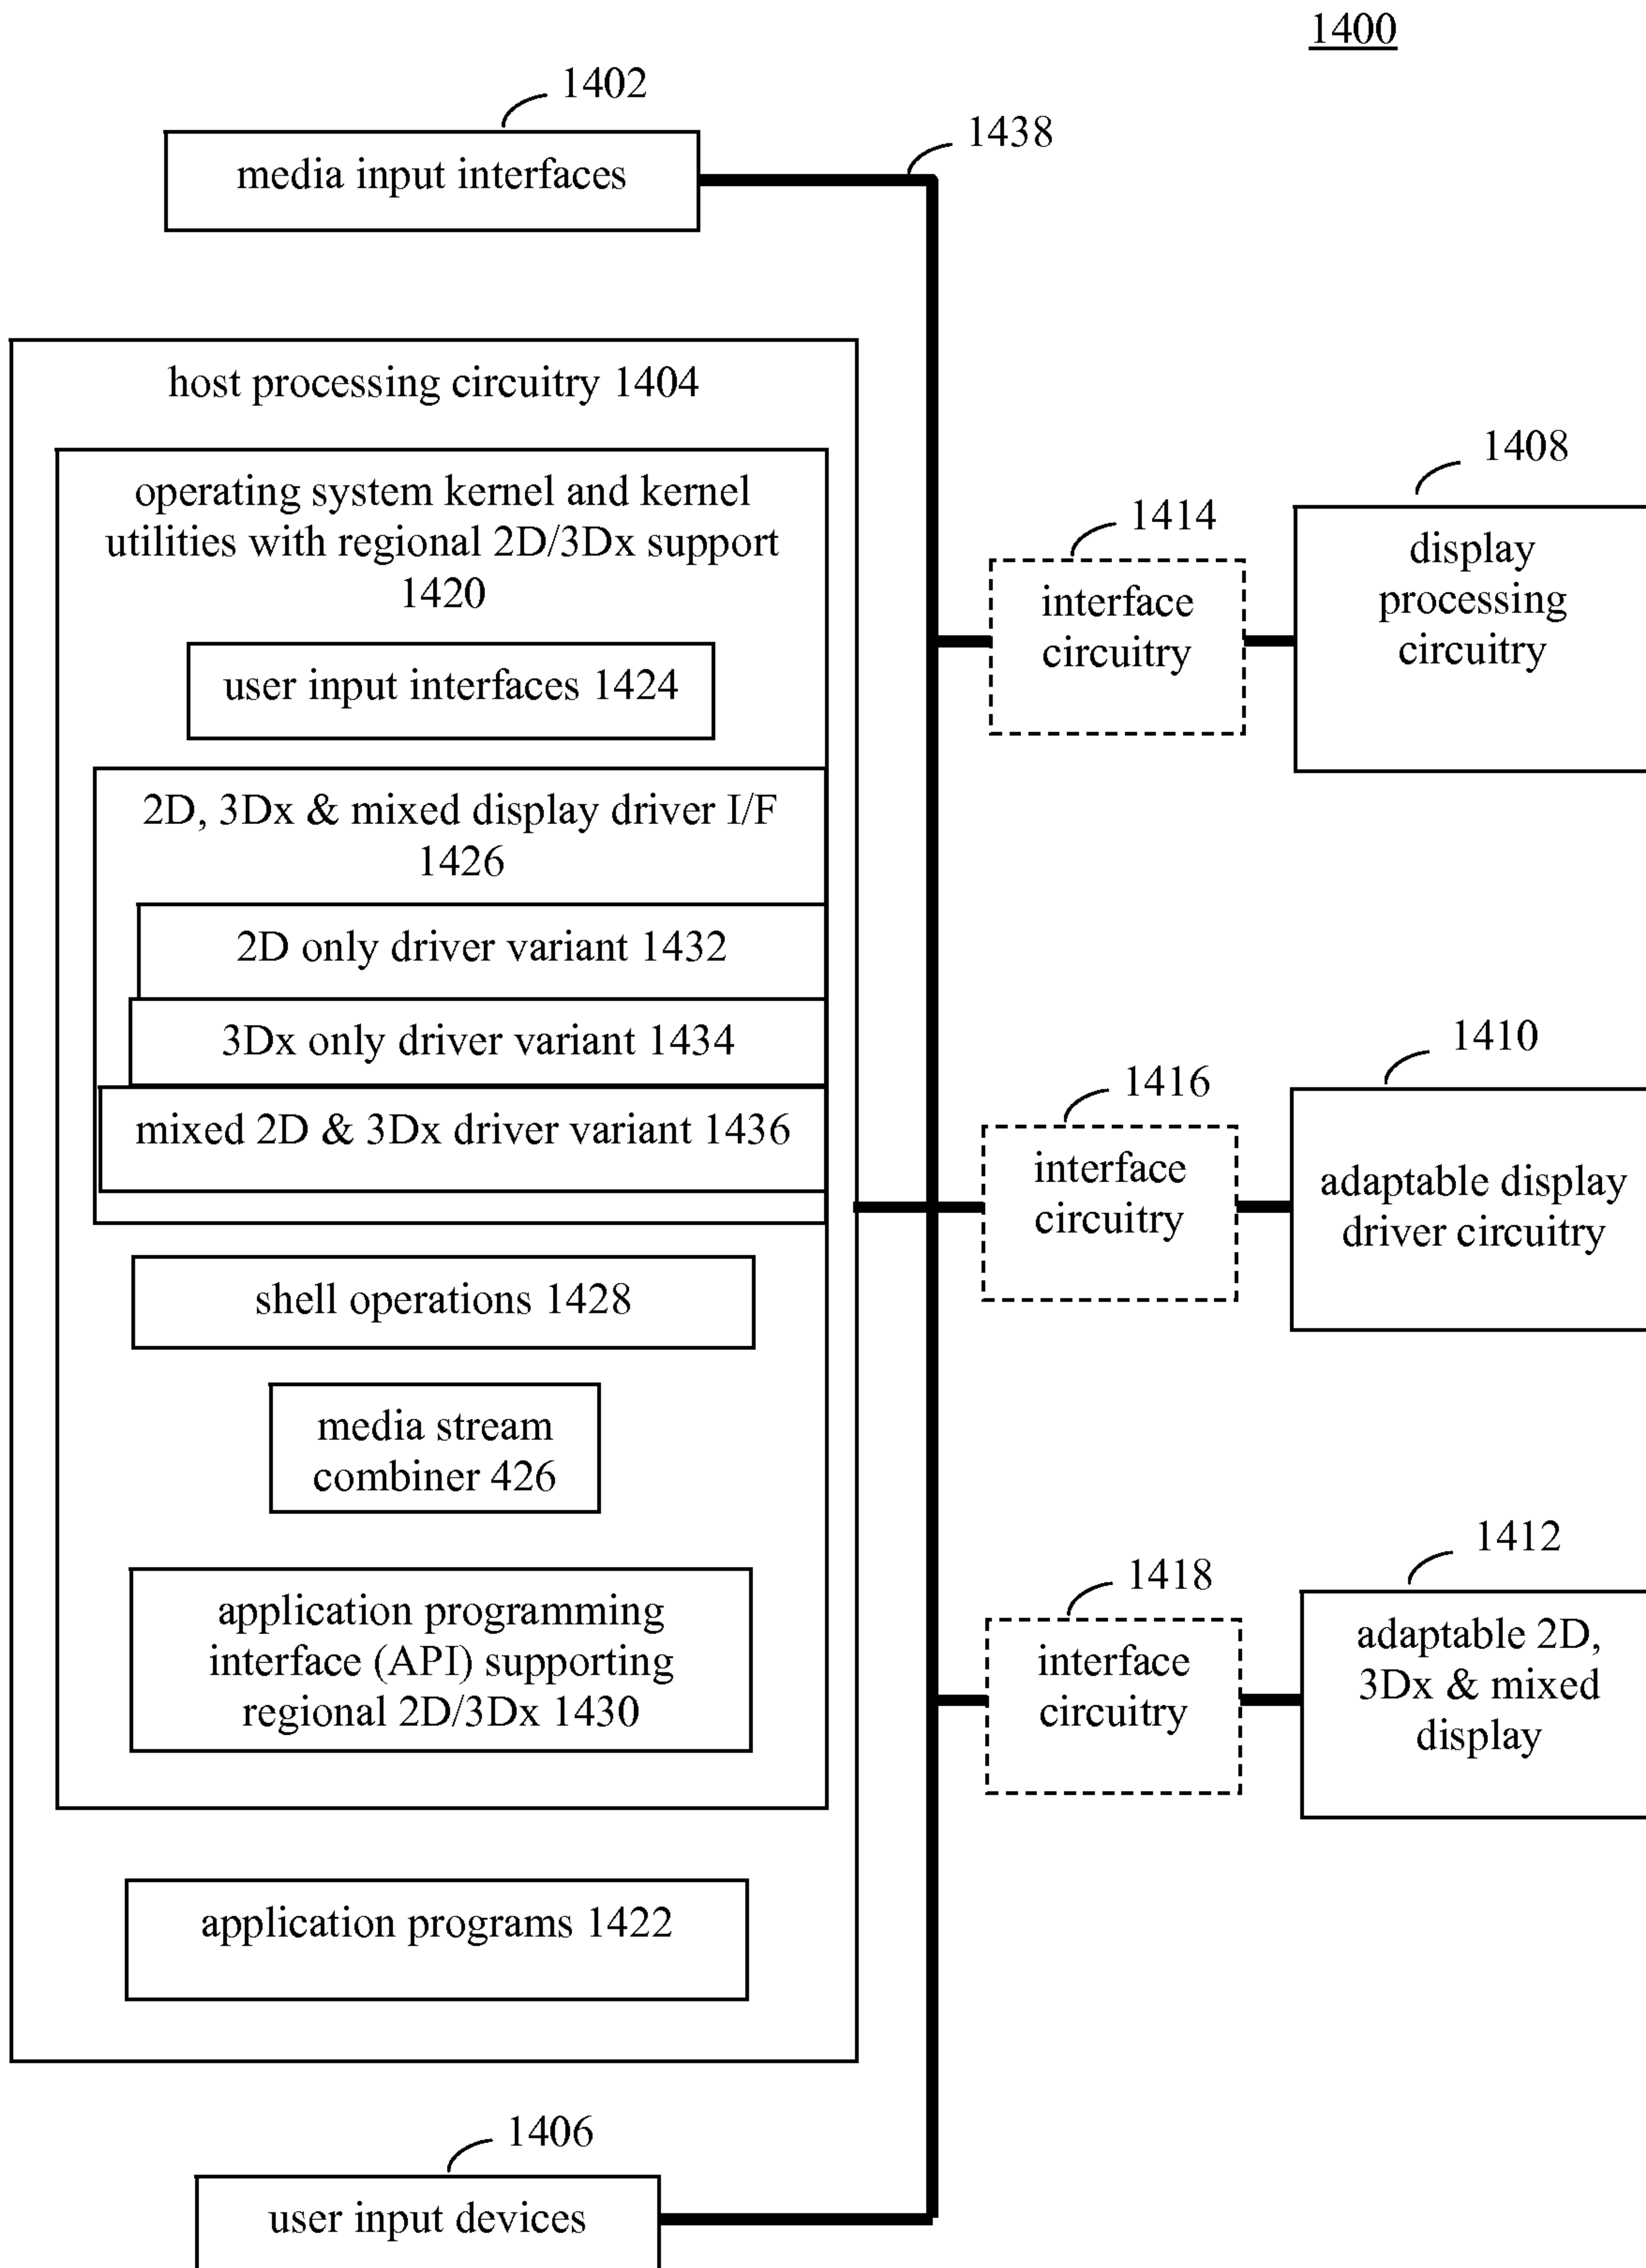 1400
1402
media input interfaces
1438
host processing circuitry 1404
operating system kernel and kernel
utilities with regional 2D/3Dx support
1420
user input interfaces 1424
2D, 3Dx & mixed display driver I/F
1426
2D only driver variant 1432
3Dx only driver variant 1434
mixed 2D & 3Dx driver variant 1436
shell operations 1428
media stream
combiner 426
application programming
interface (API) supporting
regional 2D/3Dx 1430
application programs 1422
1406
user input devices
1414
interface
circuitry
1408
display
processing
circuitry
1416
interface
circuitry
1410
adaptable display
driver circuitry
1418
interface
circuitry
1412
adaptable 2D,
3Dx & mixed
display